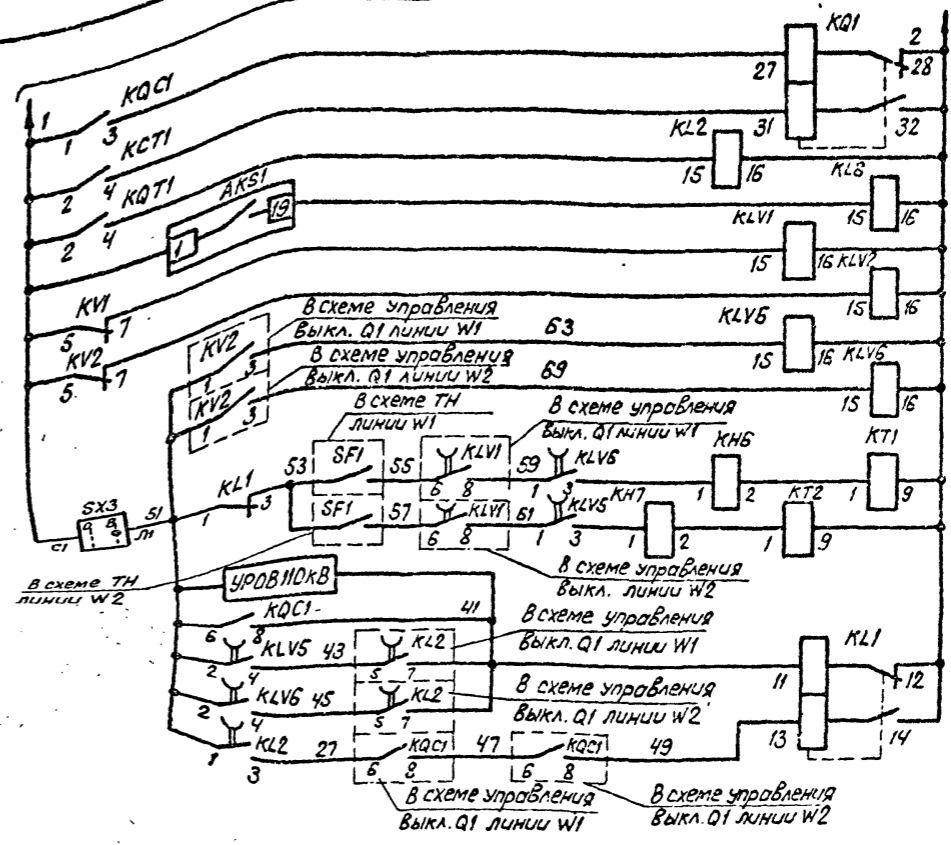 KQ1
1
2
KQC1
1 3
27
28
KCT1
2 4
31
32
KL2
15 16
KQT1
2 4
AKS1
1
19
KL8
15 16
KLV1
15 16
KV1
5 7
KLV2
15 16
KV2
5 7
В схеме управления
Выкл. Q1 линии W1
63
KV2
1 3
KLV5
15 16
В схеме управления
Выкл. Q1 линии W2
69
KV2
1 3
KLV6
15 16
В схеме ТН
линии W1
В схеме управления
выкл. Q1 линии W1
53
SF1
55
KLV1
6 8
59
KLV6
1 3
KH6
1 2
KT1
1 9
KL1
1 3
SF1
57
KLV1
6 8
61
KLV5
1 3
KH7
1 2
KT2
1 9
SX3
С1
Л1
51
В схеме ТН
линии W2
В схеме управления
Выкл. Q1 линии W2
УРОВ 110кВ
KQC1
6 8
41
В схеме управления
Выкл. Q1 линии W1
KLV5
2 4
43
KL2
5 7
KL1
11 12
KLV6
2 4
45
KL2
5 7
В схеме управления
Выкл. Q1 линии W2
KL2
1 3
27
KQC1
6 8
47
KQC1
6 8
49
13 14
В схеме управления
Выкл. Q1 линии W1
В схеме управления
Выкл. Q1 линии W2